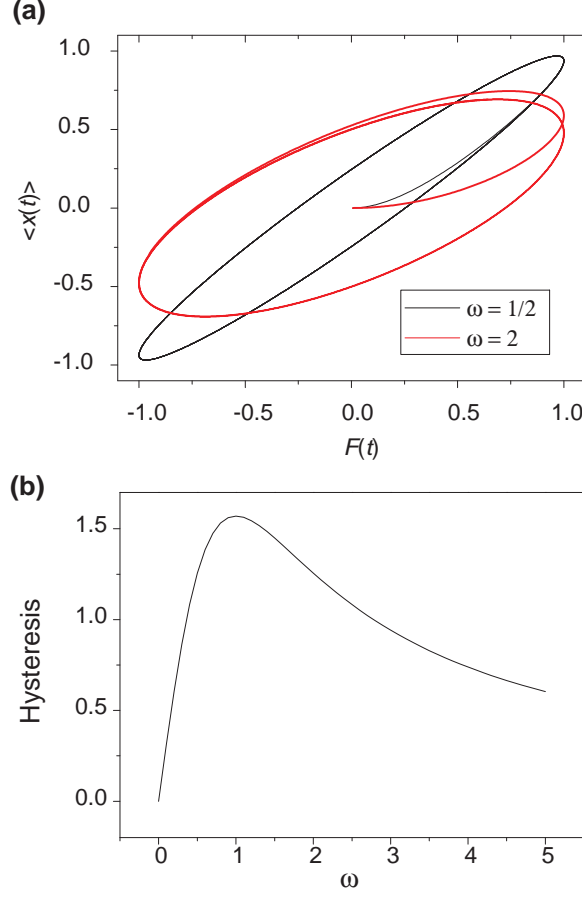 (a)
1.0
0.5
0.0
-0.5
-1.0
<x(t)>
ω = 1/2
ω = 2
-1.0 -0.5 0.0 0.5 1.0
F(t)
(b)
1.5
1.0
0.5
0.0
Hysteresis
0 1 2 3 4 5
ω